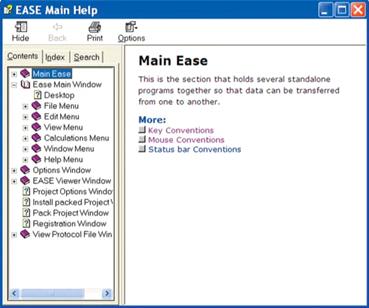 EASE Main Help
Hide Back Print Options
Contents Index Search
Main Ease
Ease Main Window
Desktop
File Menu
Edit Menu
View Menu
Calculations Menu
Window Menu
Help Menu
Options Window
EASE Viewer Window
Project Options Window
Install packed Project W
Pack Project Window
Registration Window
View Protocol File Win
Main Ease
This is the section that holds several standalone
programs together so that data can be transferred
from one to another.
More:
Key Conventions
Mouse Conventions
Status bar Conventions